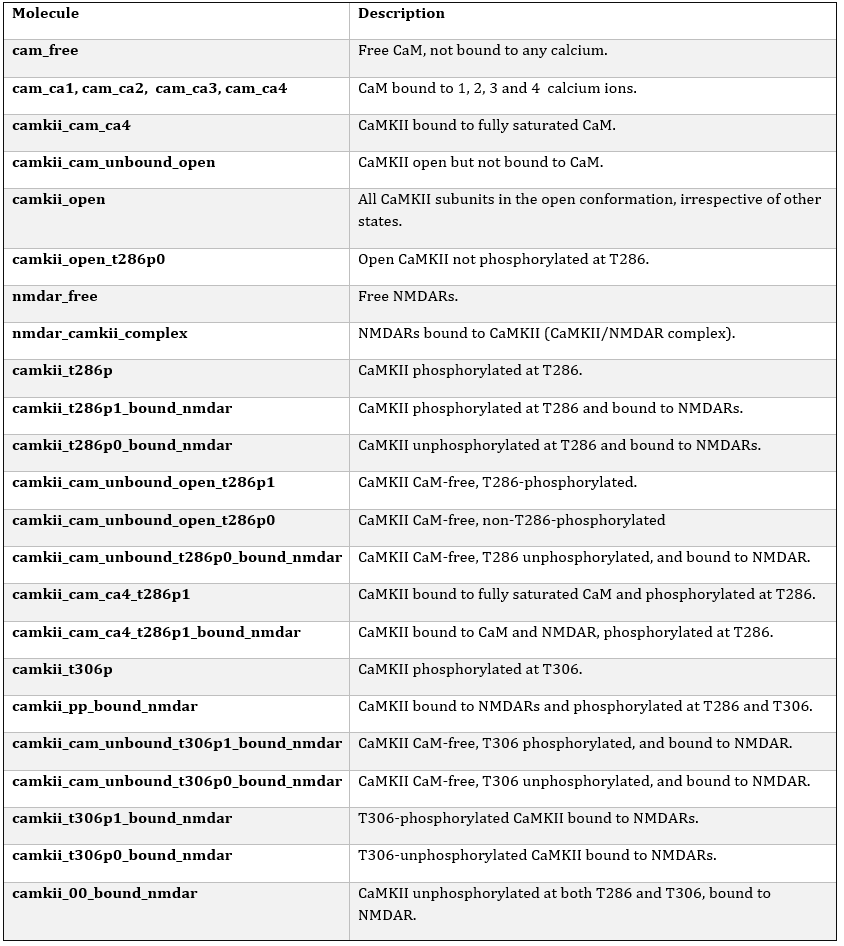 Molecule Description
cam_free Free CaM, not bound to any calcium.
cam_ca1, cam_ca2,  cam_ca3, cam_ca4 CaM bound to 1, 2, 3 and 4  calcium ions.
camkii_cam_ca4 CaMKII bound to fully saturated CaM.
camkii_cam_unbound_open CaMKII open but not bound to CaM.
camkii_open All CaMKII subunits in the open conformation, irrespective of other
states.
camkii_open_t286p0 Open CaMKII not phosphorylated at T286.
nmdar_free Free NMDARs.
nmdar_camkii_complex NMDARs bound to CaMKII (CaMKII/NMDAR complex).
camkii_t286p CaMKII phosphorylated at T286.
camkii_t286p1_bound_nmdar CaMKII phosphorylated at T286 and bound to NMDARs.
camkii_t286p0_bound_nmdar CaMKII unphosphorylated at T286 and bound to NMDARs.
camkii_cam_unbound_open_t286p1 CaMKII CaM-free, T286-phosphorylated.
camkii_cam_unbound_open_t286p0 CaMKII CaM-free, non-T286-phosphorylated
camkii_cam_unbound_t286p0_bound_nmdar CaMKII CaM-free, T286 unphosphorylated, and bound to NMDAR.
camkii_cam_ca4_t286p1 CaMKII bound to fully saturated CaM and phosphorylated at T286.
camkii_cam_ca4_t286p1_bound_nmdar CaMKII bound to CaM and NMDAR, phosphorylated at T286.
camkii_t306p CaMKII phosphorylated at T306.
camkii_pp_bound_nmdar CaMKII bound to NMDARs and phosphorylated at T286 and T306.
camkii_cam_unbound_t306p1_bound_nmdar CaMKII CaM-free, T306 phosphorylated, and bound to NMDAR.
camkii_cam_unbound_t306p0_bound_nmdar CaMKII CaM-free, T306 unphosphorylated, and bound to NMDAR.
camkii_t306p1_bound_nmdar T306-phosphorylated CaMKII bound to NMDARs.
camkii_t306p0_bound_nmdar T306-unphosphorylated CaMKII bound to NMDARs.
camkii_00_bound_nmdar CaMKII unphosphorylated at both T286 and T306, bound to
NMDAR.